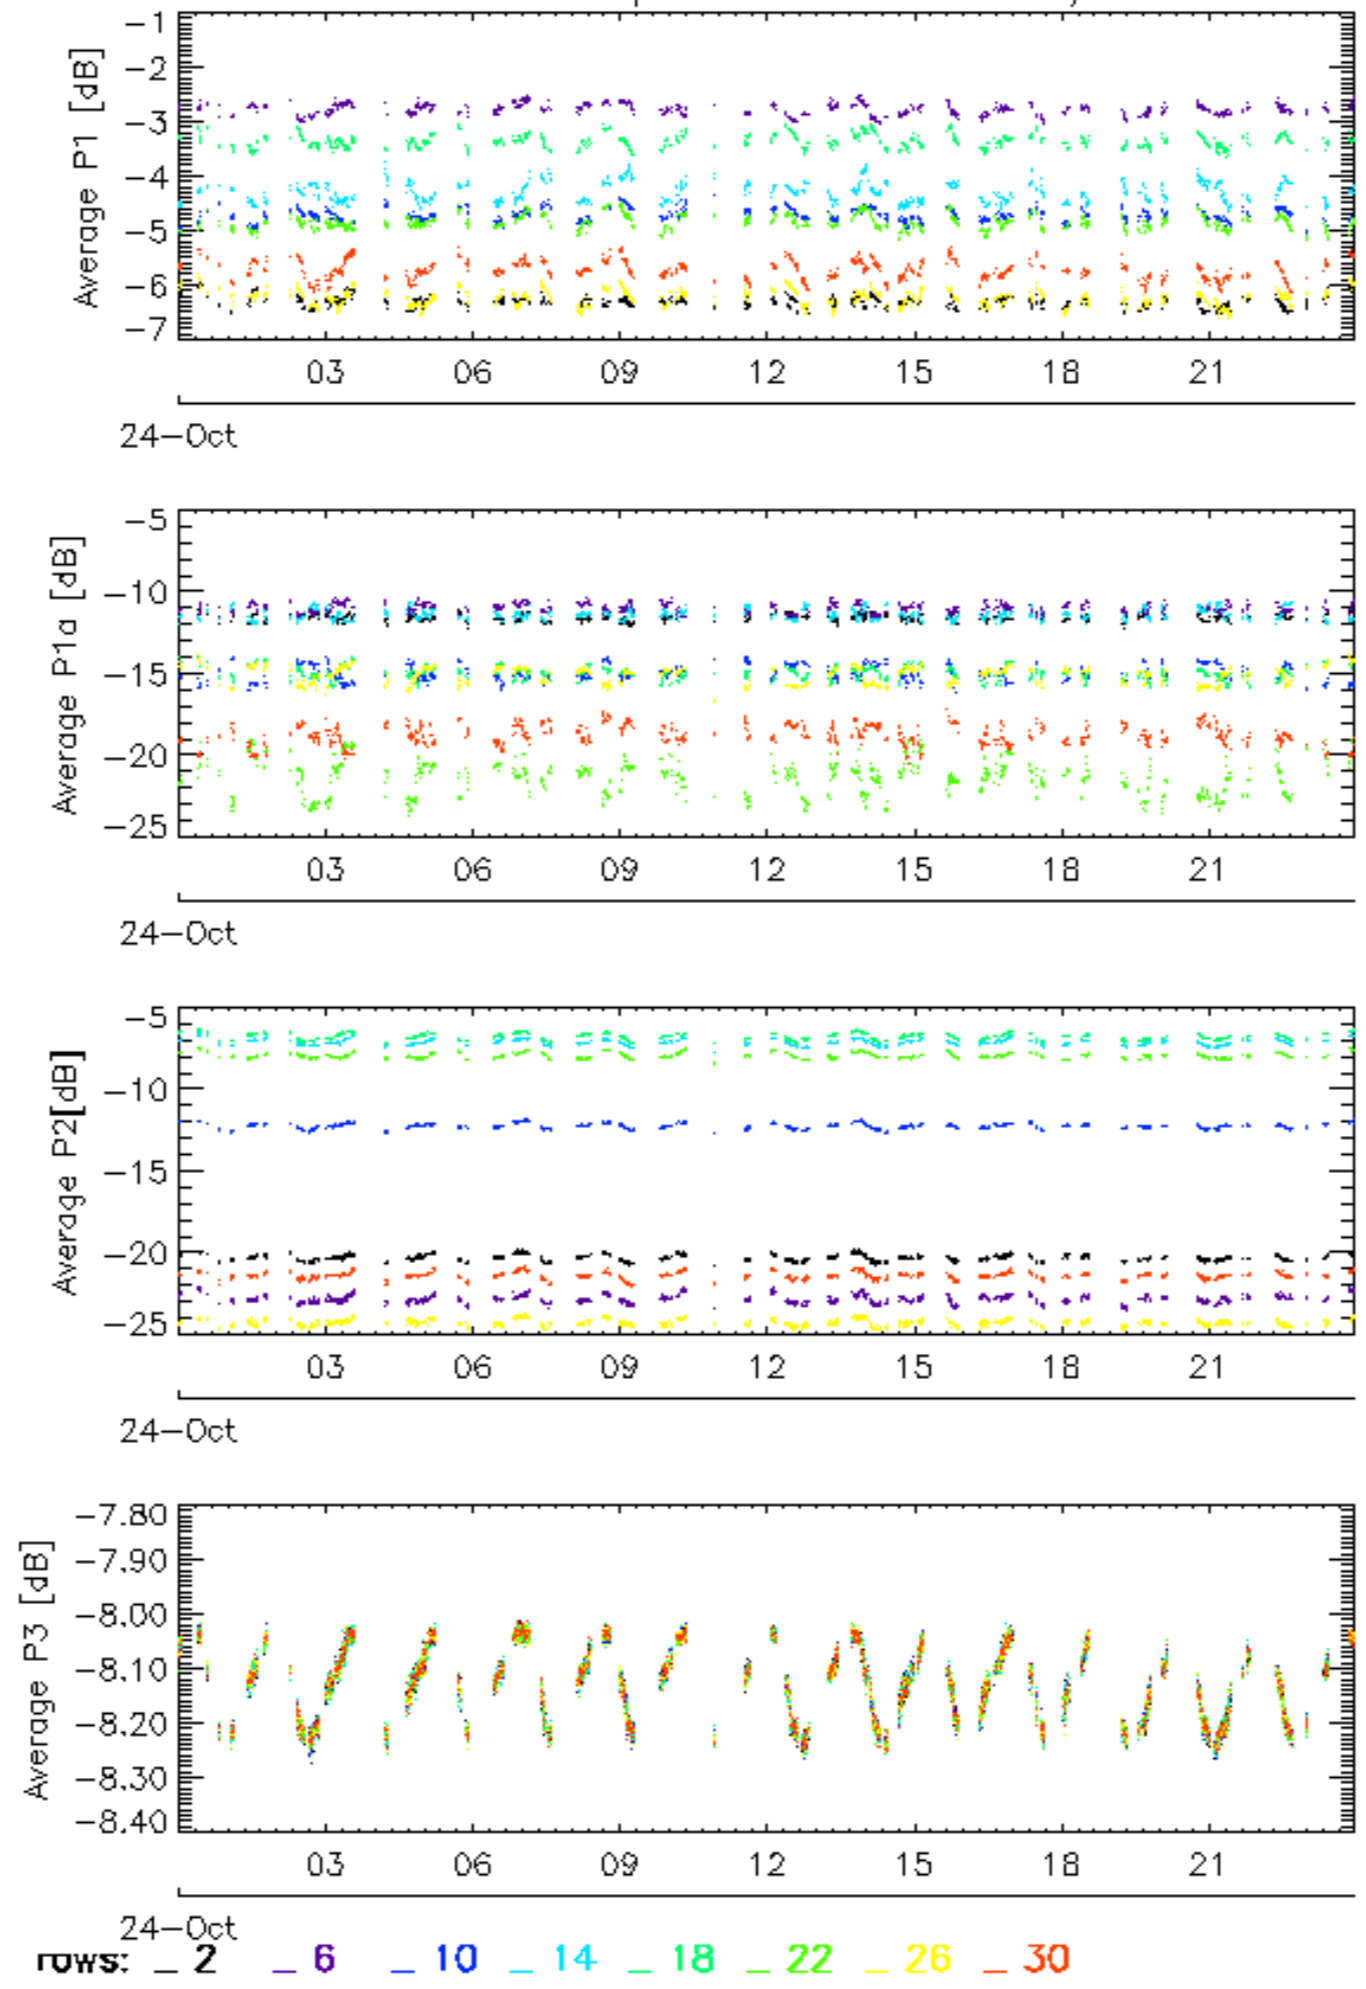 Average P1 [dB]
-1
-2
-3
-4
-5
-6
-7
03 06 09 12 15 18 21
24-Oct
Average P1a [dB]
-5
-10
-15
-20
-25
03 06 09 12 15 18 21
24-Oct
Average P2[dB]
-5
-10
-15
-20
-25
03 06 09 12 15 18 21
24-Oct
Average P3 [dB]
-7.80
-7.90
-8.00
-8.10
-8.20
-8.30
-8.40
03 06 09 12 15 18 21
24-Oct
rows: _ 2 _ 6 _ 10 _ 14 _ 18 _ 22 _ 26 _ 30